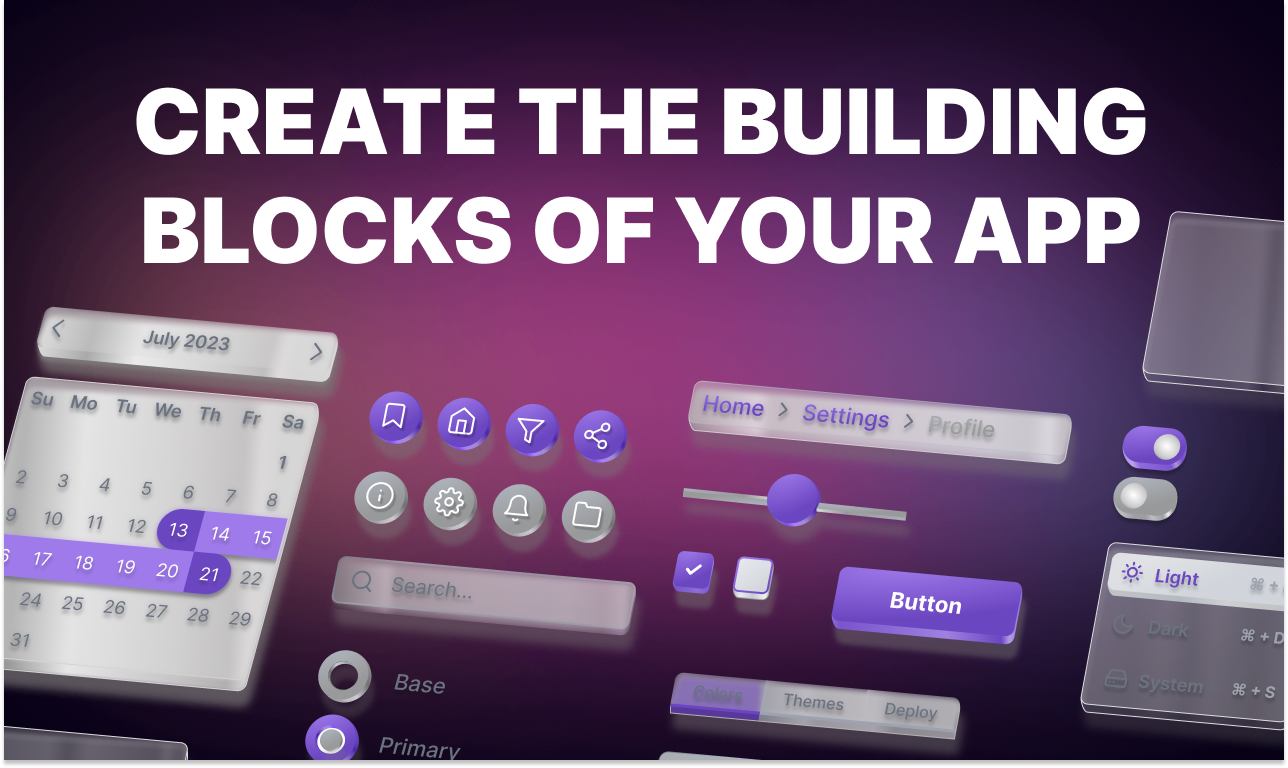 CREATE THE BUILDING
BLOCKS OF YOUR APP
July 2023
Su Mo Tu We Th Fr Sa
1
2 3 4 5 6 7 8
9 10 11 12 13 14 15
17 18 19 20 21 22
24 25 26 27 28 29
31
Search...
Base
Primary
Home > Settings > Profile
Button
Colors Themes Deploy
Light ⌘ +
Dark ⌘ + D
System ⌘ + S